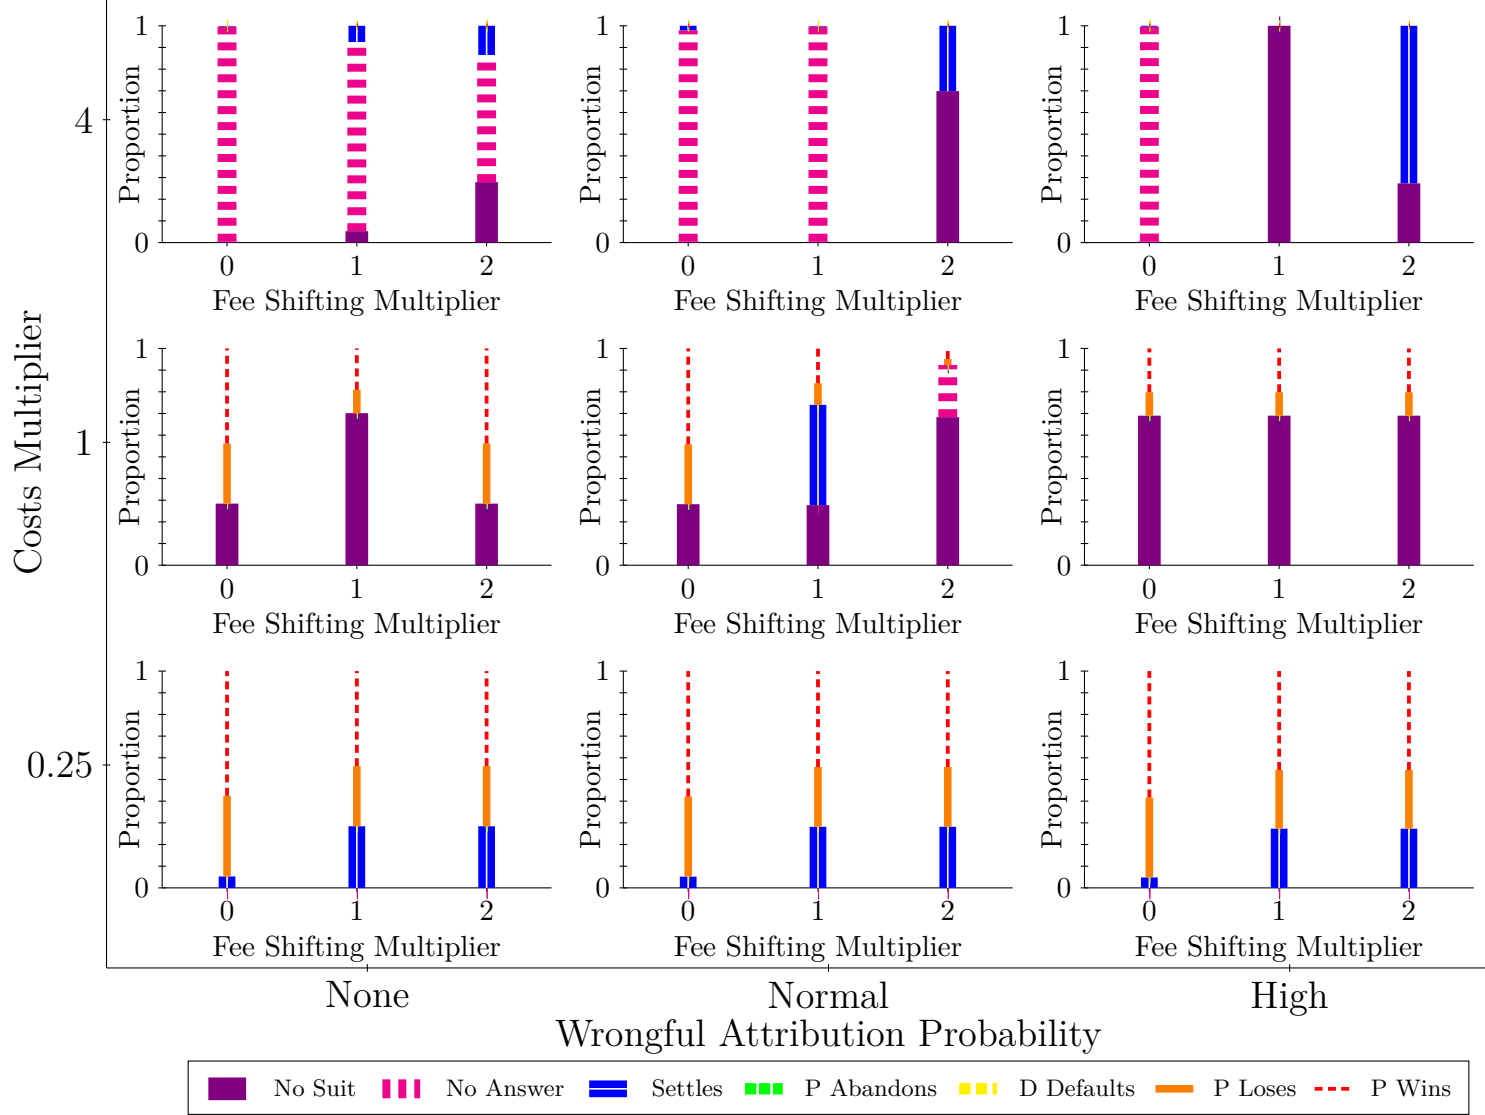 Costs Multiplier
4
Proportion
1
0
0 1 2
Fee Shifting Multiplier
Proportion
1
0
0 1 2
Fee Shifting Multiplier
Proportion
1
0
0 1 2
Fee Shifting Multiplier
1
Proportion
1
0
0 1 2
Fee Shifting Multiplier
Proportion
1
0
0 1 2
Fee Shifting Multiplier
Proportion
1
0
0 1 2
Fee Shifting Multiplier
0.25
Proportion
1
0
0 1 2
Fee Shifting Multiplier
Proportion
1
0
0 1 2
Fee Shifting Multiplier
Proportion
1
0
0 1 2
Fee Shifting Multiplier
None Normal High
Wrongful Attribution Probability
No Suit No Answer Settles P Abandons D Defaults P Loses P Wins